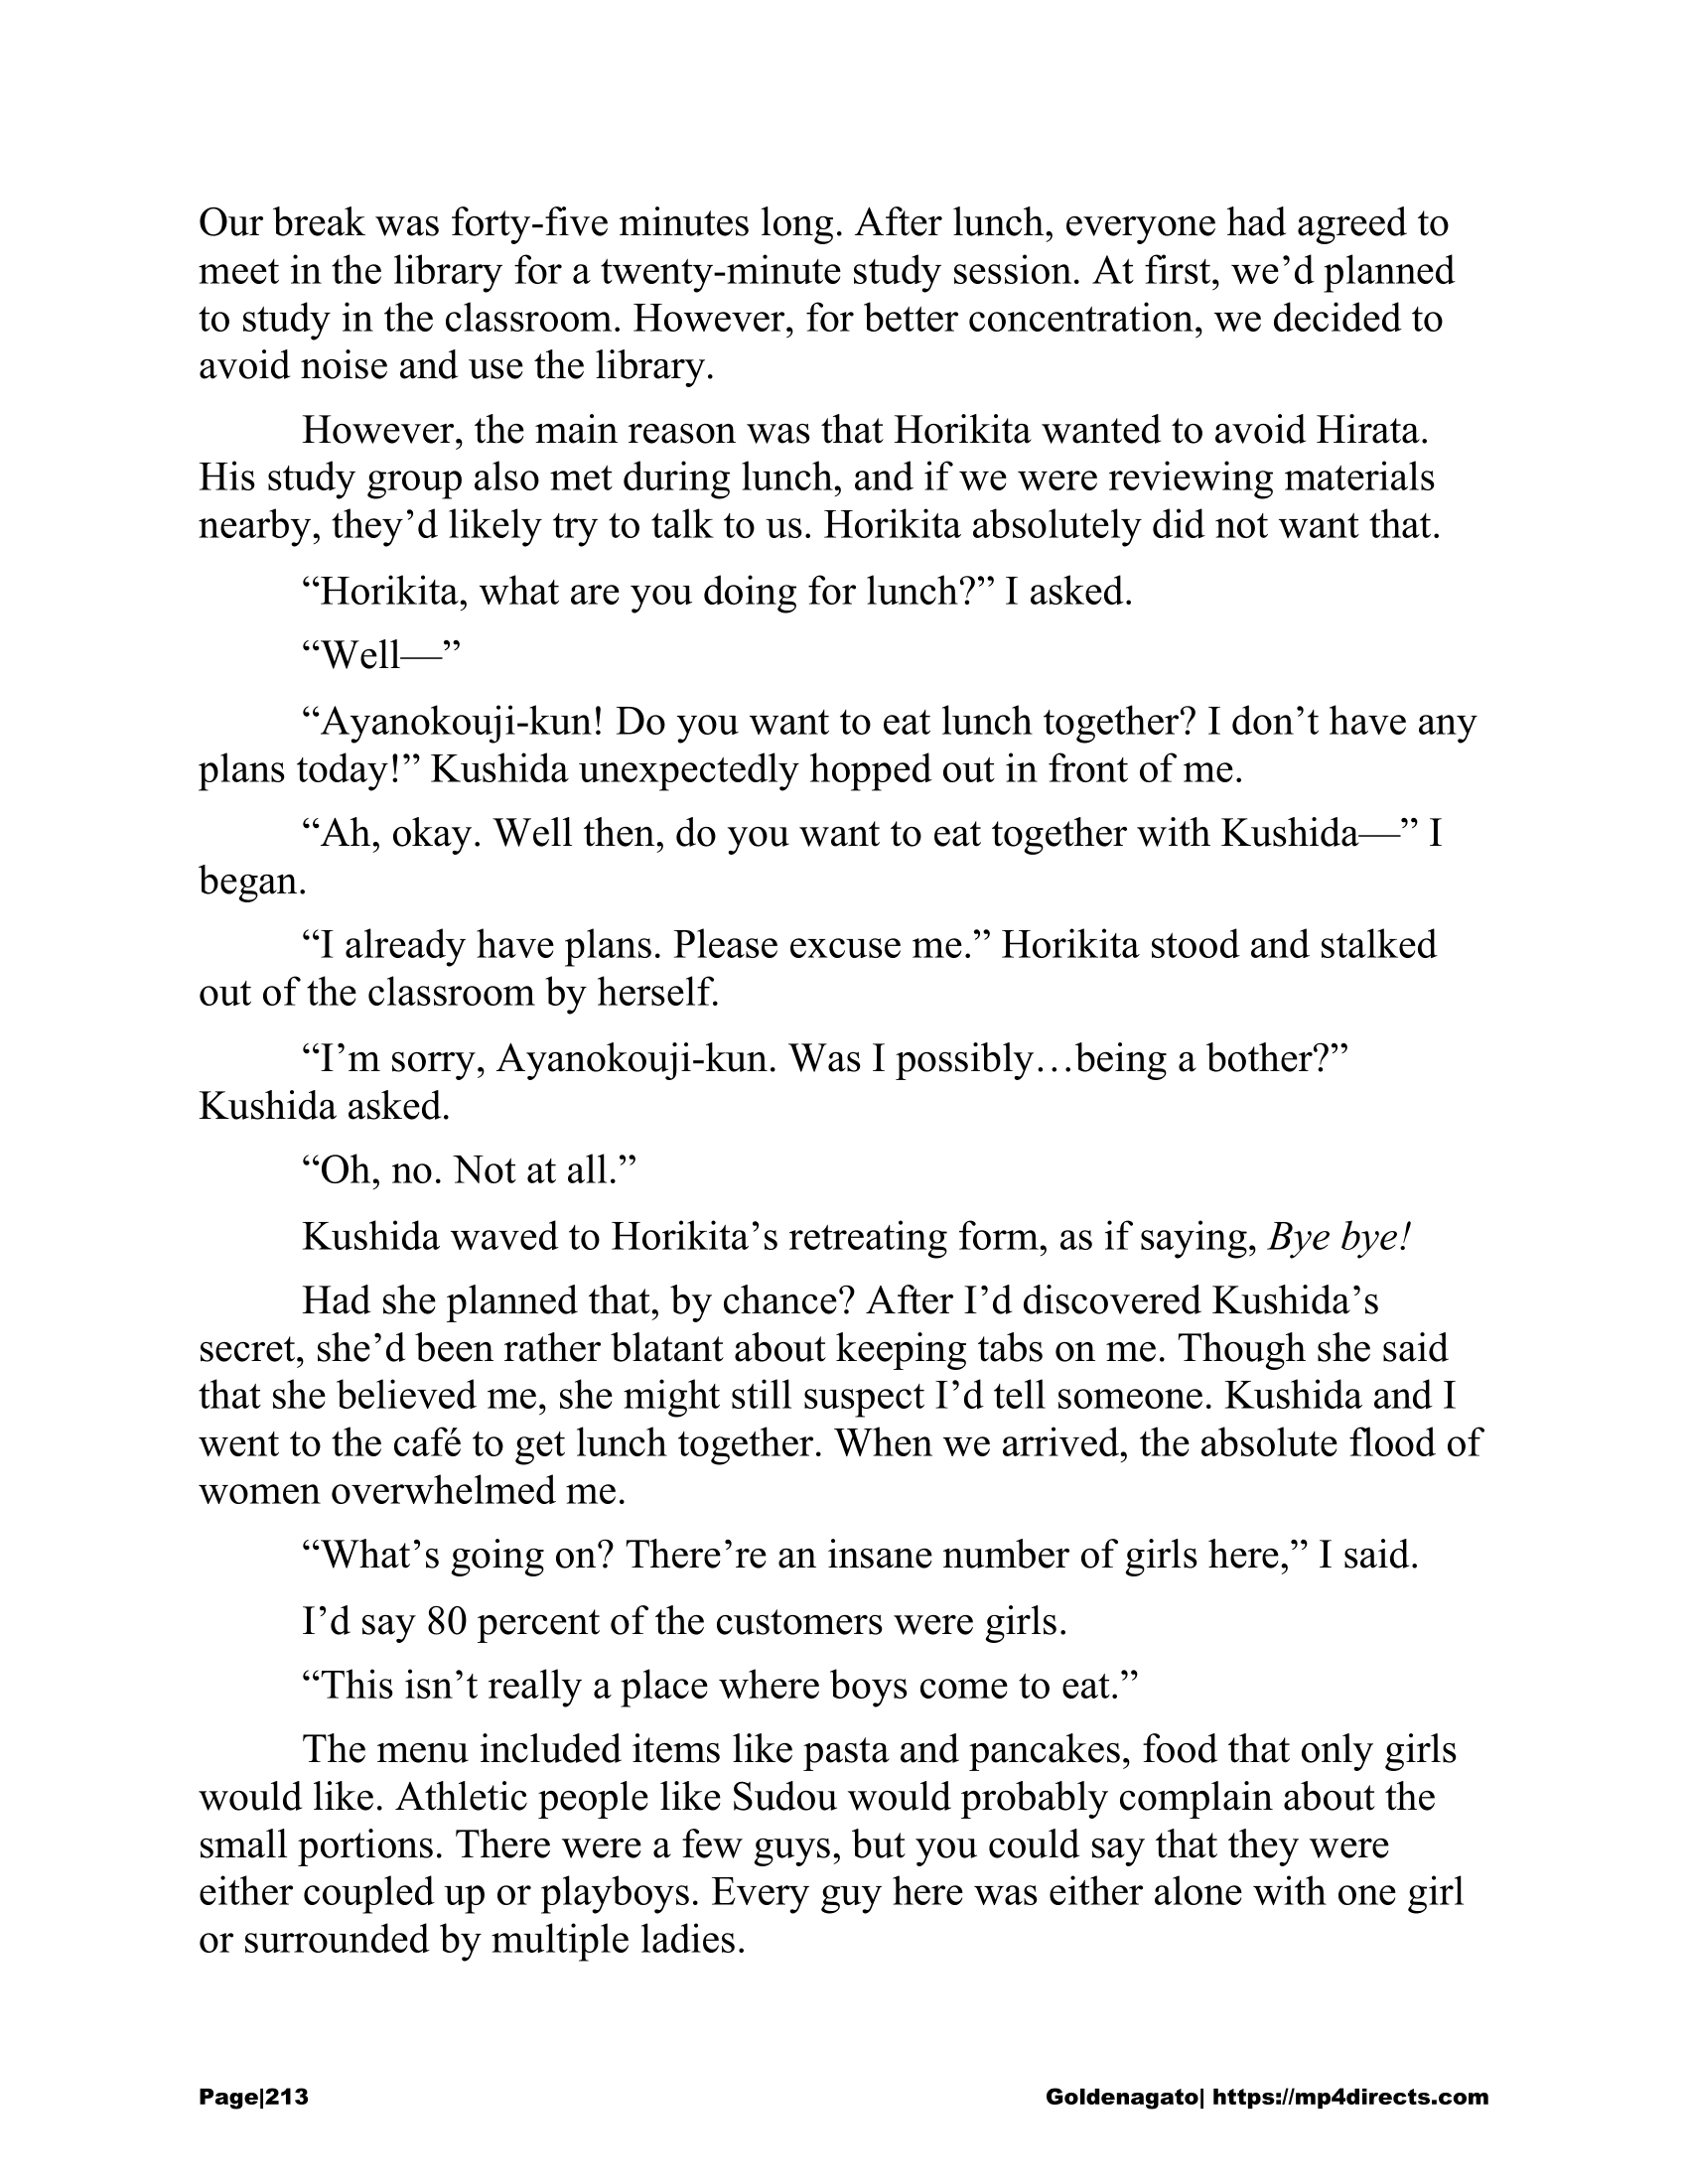 Our break was forty-five minutes long. After lunch, everyone had agreed to
meet in the library for a twenty-minute study session. At first, we’d planned
to study in the classroom. However, for better concentration, we decided to
avoid noise and use the library.
However, the main reason was that Horikita wanted to avoid Hirata.
His study group also met during lunch, and if we were reviewing materials
nearby, they’d likely try to talk to us. Horikita absolutely did not want that.
“Horikita, what are you doing for lunch?” I asked.
“Well—”
“Ayanokouji-kun! Do you want to eat lunch together? I don’t have any
plans today!” Kushida unexpectedly hopped out in front of me.
“Ah, okay. Well then, do you want to eat together with Kushida—” I
began.
“I already have plans. Please excuse me.” Horikita stood and stalked
out of the classroom by herself.
“I’m sorry, Ayanokouji-kun. Was I possibly…being a bother?”
Kushida asked.
“Oh, no. Not at all.”
Kushida waved to Horikita’s retreating form, as if saying, Bye bye!
Had she planned that, by chance? After I’d discovered Kushida’s
secret, she’d been rather blatant about keeping tabs on me. Though she said
that she believed me, she might still suspect I’d tell someone. Kushida and I
went to the café to get lunch together. When we arrived, the absolute flood of
women overwhelmed me.
“What’s going on? There’re an insane number of girls here,” I said.
I’d say 80 percent of the customers were girls.
“This isn’t really a place where boys come to eat.”
The menu included items like pasta and pancakes, food that only girls
would like. Athletic people like Sudou would probably complain about the
small portions. There were a few guys, but you could say that they were
either coupled up or playboys. Every guy here was either alone with one girl
or surrounded by multiple ladies.
Page|213 Goldenagato| https://mp4directs.com